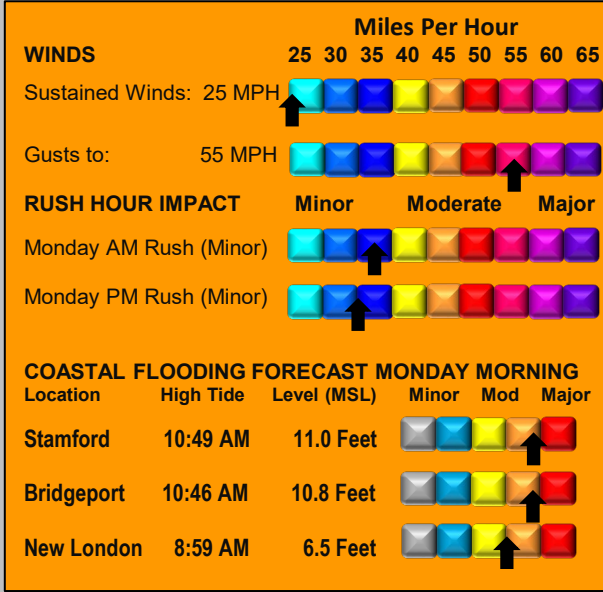 Miles Per Hour
WINDS 25 30 35 40 45 50 55 60 65
Sustained Winds: 25 MPH
Gusts to: 55 MPH
RUSH HOUR IMPACT Minor Moderate Major
Monday AM Rush (Minor)
Monday PM Rush (Minor)
COASTAL FLOODING FORECAST MONDAY MORNING
Location High Tide Level (MSL) Minor Mod Major
Stamford 10:49 AM 11.0 Feet
Bridgeport 10:46 AM 10.8 Feet
New London 8:59 AM 6.5 Feet